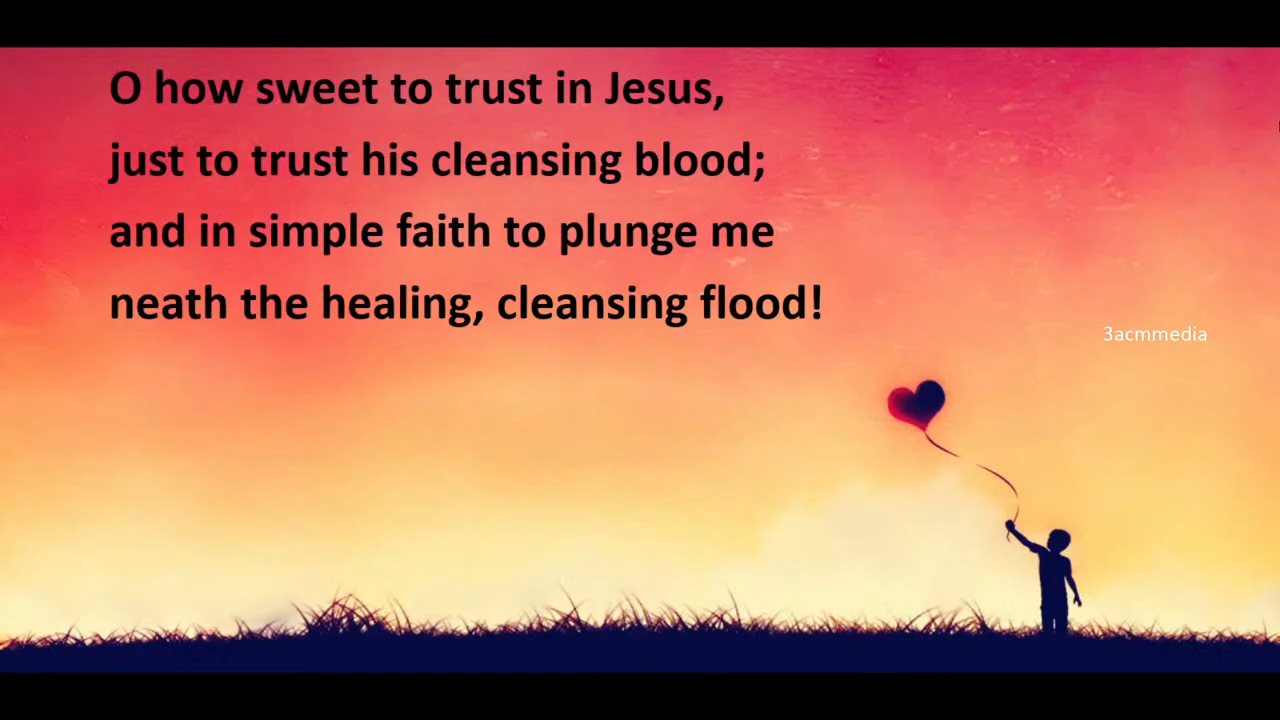 O how sweet to trust in Jesus,
just to trust his cleansing blood;
and in simple faith to plunge me
neath the healing, cleansing flood!
3acmmedia